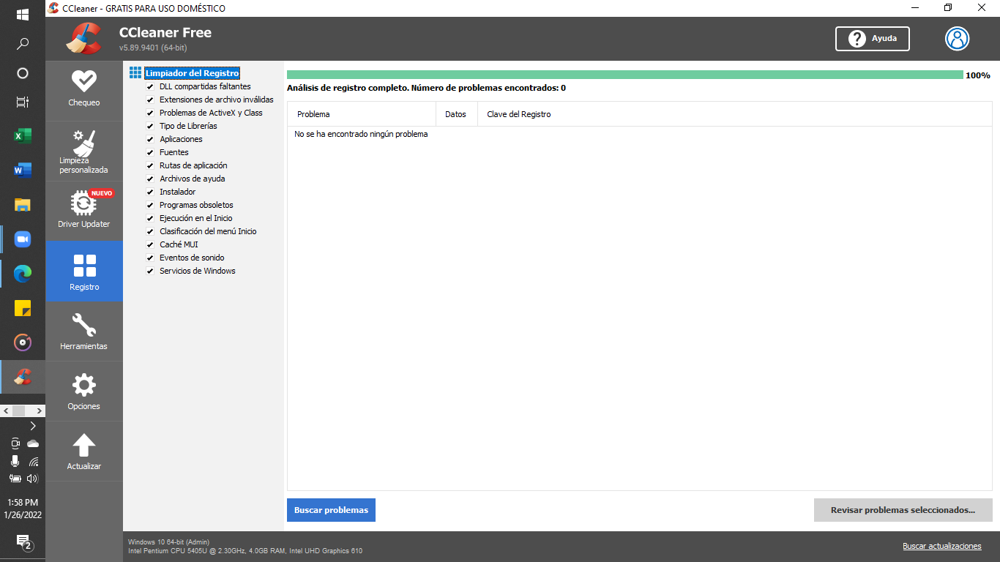 CCleaner - GRATIS PARA USO DOMÉSTICO
CCleaner Free
v5.89.9401 (64-bit)
Ayuda
Chequeo
Limpieza
personalizada
NUEVO
Driver Updater
Registro
Herramientas
Opciones
Actualizar
Limpiador del Registro
DLL compartidas faltantes
Extensiones de archivo inválidas
Problemas de ActiveX y Class
Tipo de Librerías
Aplicaciones
Fuentes
Rutas de aplicación
Archivos de ayuda
Instalador
Programas obsoletos
Ejecución en el Inicio
Clasificación del menú Inicio
Caché MUI
Eventos de sonido
Servicios de Windows
100%
Análisis de registro completo. Número de problemas encontrados: 0
Problema Datos Clave del Registro
No se ha encontrado ningún problema
Buscar problemas
Revisar problemas seleccionados...
Windows 10 64-bit (Admin)
Intel Pentium CPU 5405U @ 2.30GHz, 4.0GB RAM, Intel UHD Graphics 610
Buscar actualizaciones
1:58 PM
1/26/2022
2